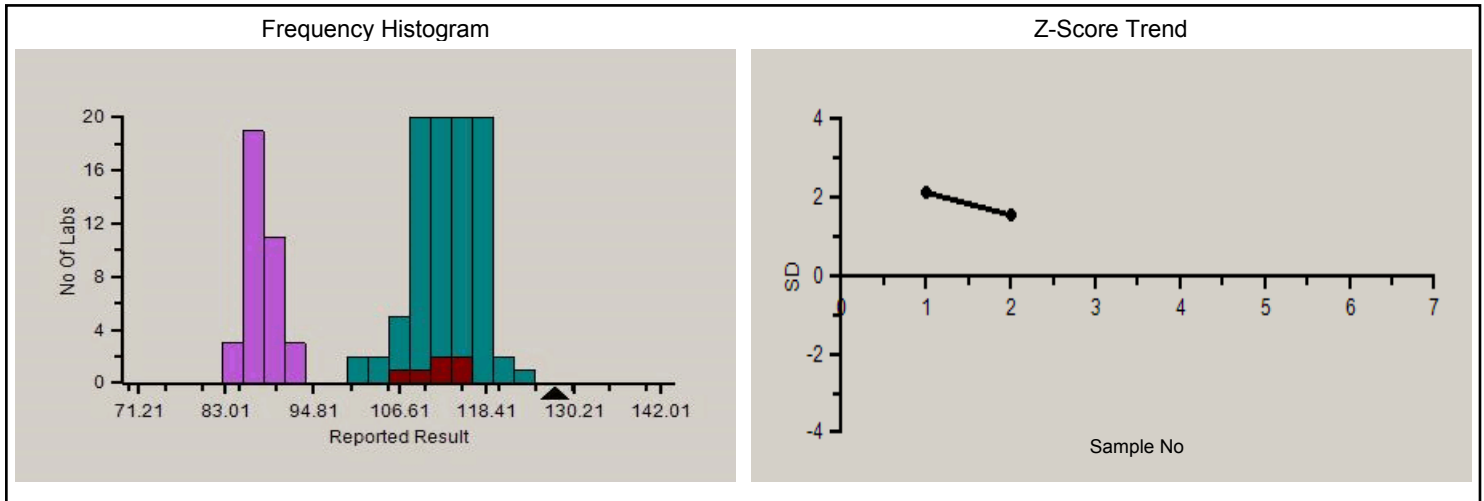 Frequency Histogram
No Of Labs
20
16
12
8
4
0
71.21 83.01 94.81 106.61 118.41 130.21 142.01
Reported Result
Z-Score Trend
SD
4
2
0
-2
-4
0 1 2 3 4 5 6 7
Sample No